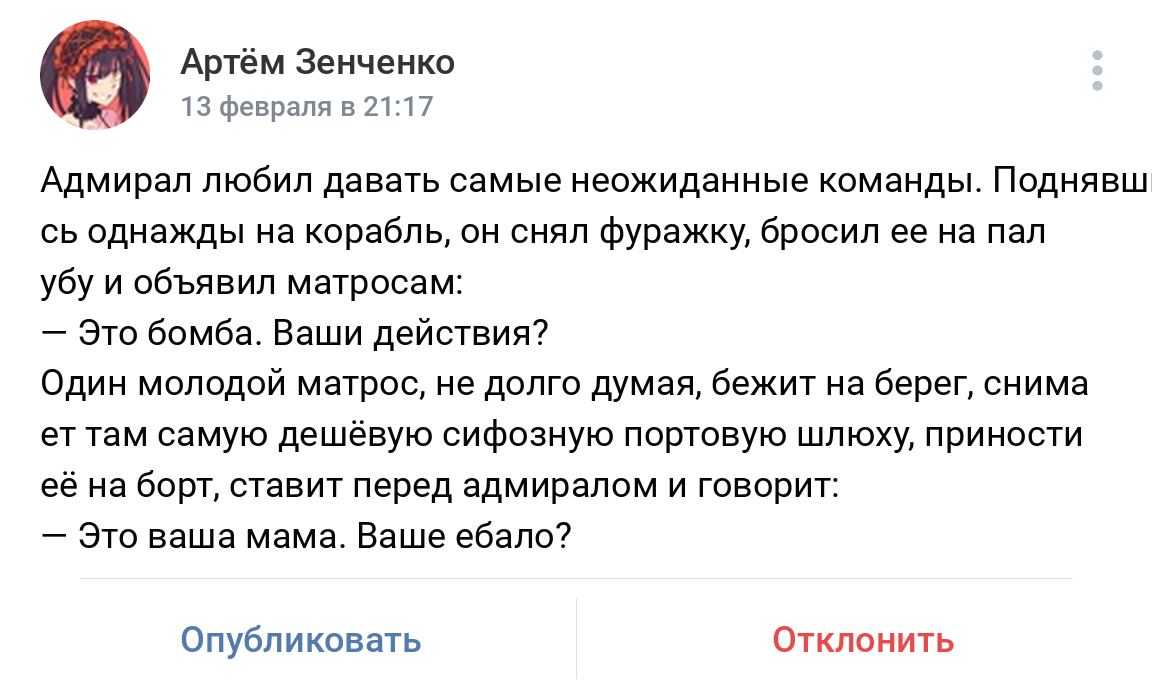 Артём Зенченко
13 февраля в 21:17
Адмирал любил давать самые неожиданные команды. Поднявш
сь однажды на корабль, он снял фуражку, бросил ее на пал
убу и объявил матросам:
— Это бомба. Ваши действия?
Один молодой матрос, не долго думая, бежит на берег, снима
ет там самую дешёвую сифозную портовую шлюху, приности
её на борт, ставит перед адмиралом и говорит:
— Это ваша мама. Ваше ебало?
Опубликовать
Отклонить